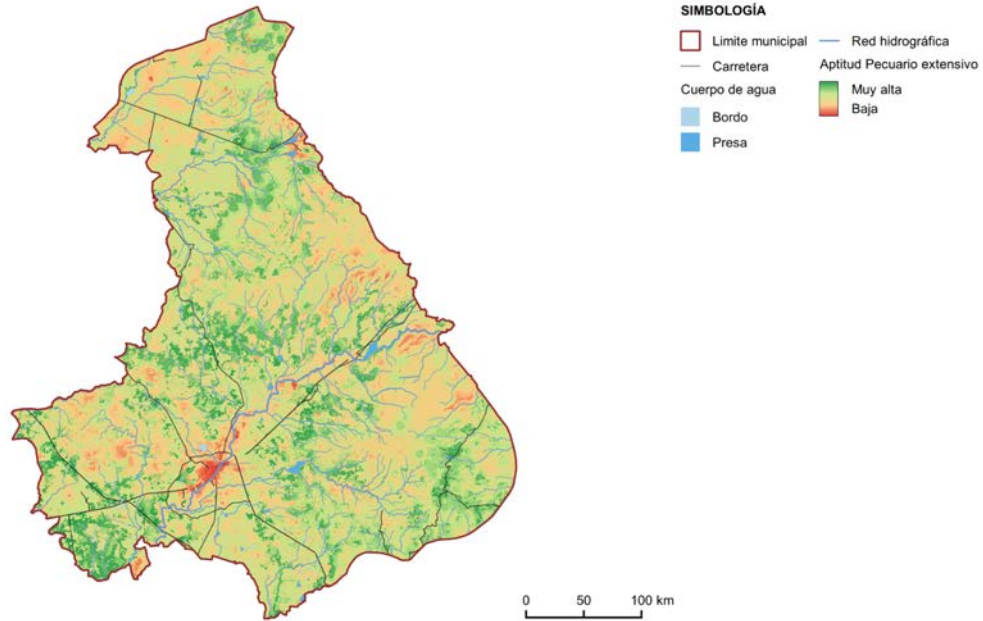 SIMBOLOGÍA
Limite municipal
Red hidrográfica
Carretera
Aptitud Pecuario extensivo
Cuerpo de agua
Muy alta
Bordo
Baja
Presa
0 50 100 km